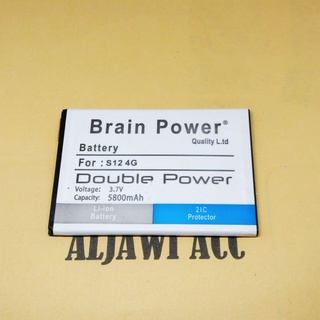 Brain Power®
Quality L.td
Battery
For : S12 4G
Double Power
Voltage: 3.7V
Capacity: 5800mAh
Li-ion
Battery
2IC
Protector
ALJAWI ACC